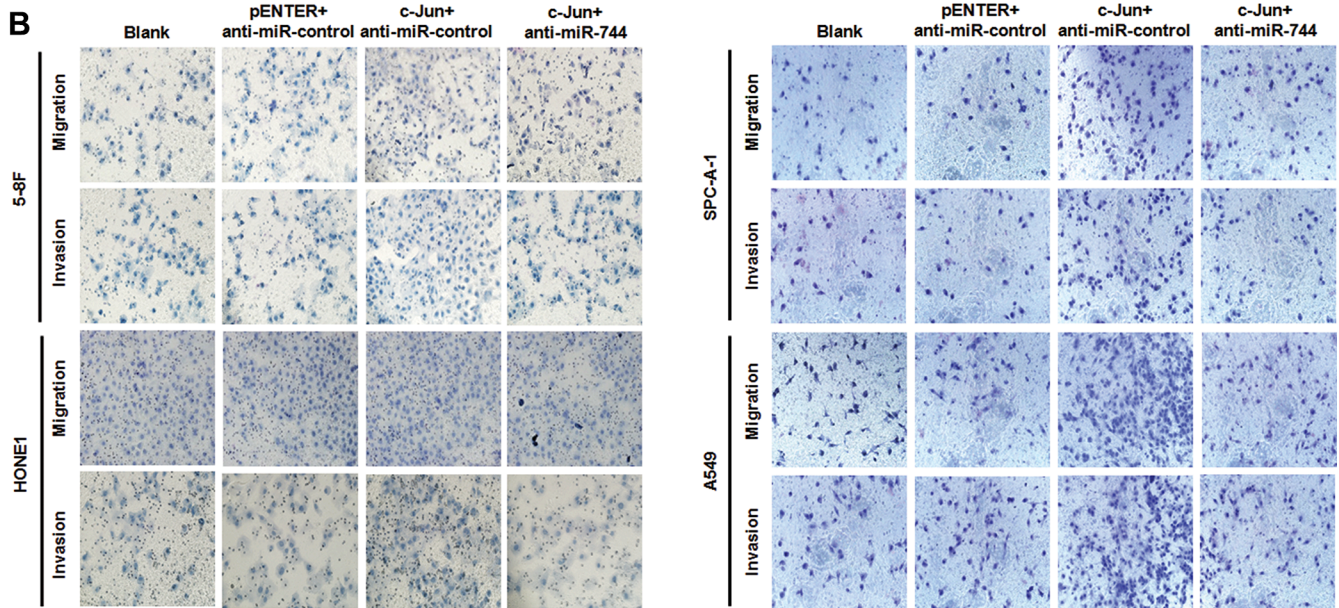 B
Blank
pENTER+
anti-miR-control
c-Jun+
anti-miR-control
c-Jun+
anti-miR-744
5-8F
Migration
Invasion
HONE1
Migration
Invasion
Blank
pENTER+
anti-miR-control
c-Jun+
anti-miR-control
c-Jun+
anti-miR-744
SPC-A-1
Migration
Invasion
A549
Migration
Invasion